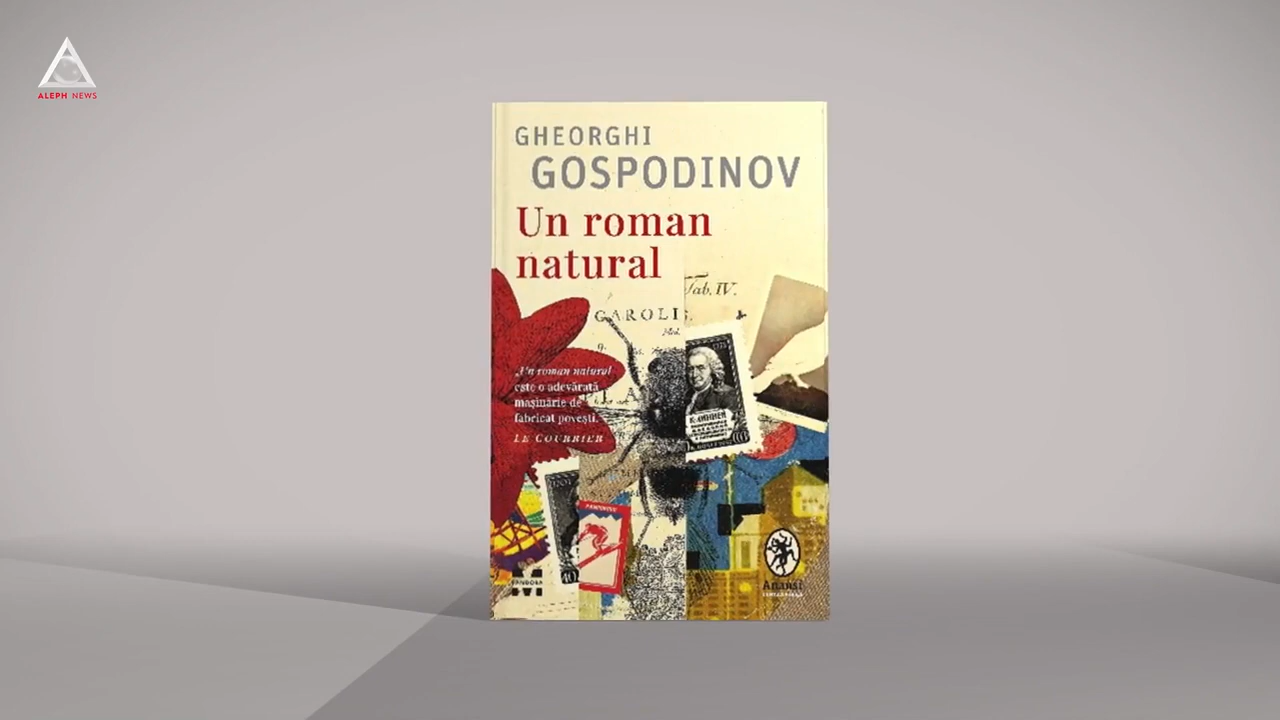 ALEPH NEWS
GHEORGHI
GOSPODINOV
Un roman
natural
Tab. IV.
CAROLI
„Un roman natural
este o adevărată
mașinărie de
fabricat povești.”
LE COURRIER
PANDORA
M
Anansi